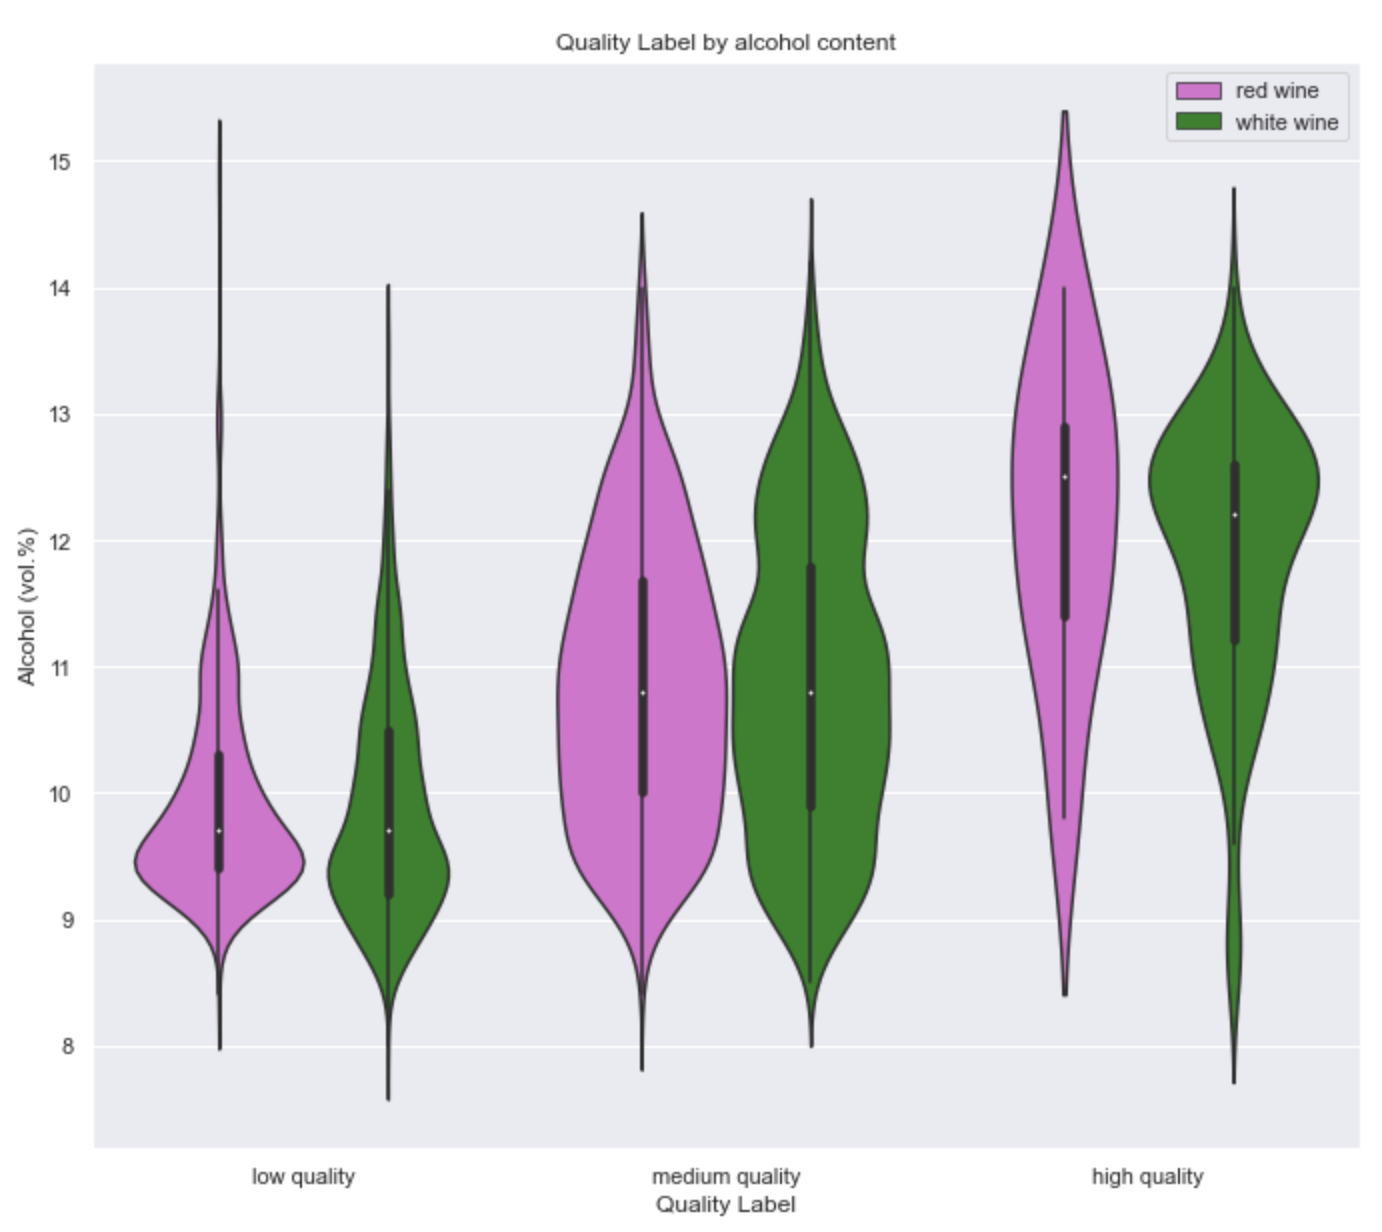 Quality Label by alcohol content
red wine
white wine
15
14
13
12
11
10
9
8
Alcohol (vol.%)
low quality
medium quality
high quality
Quality Label